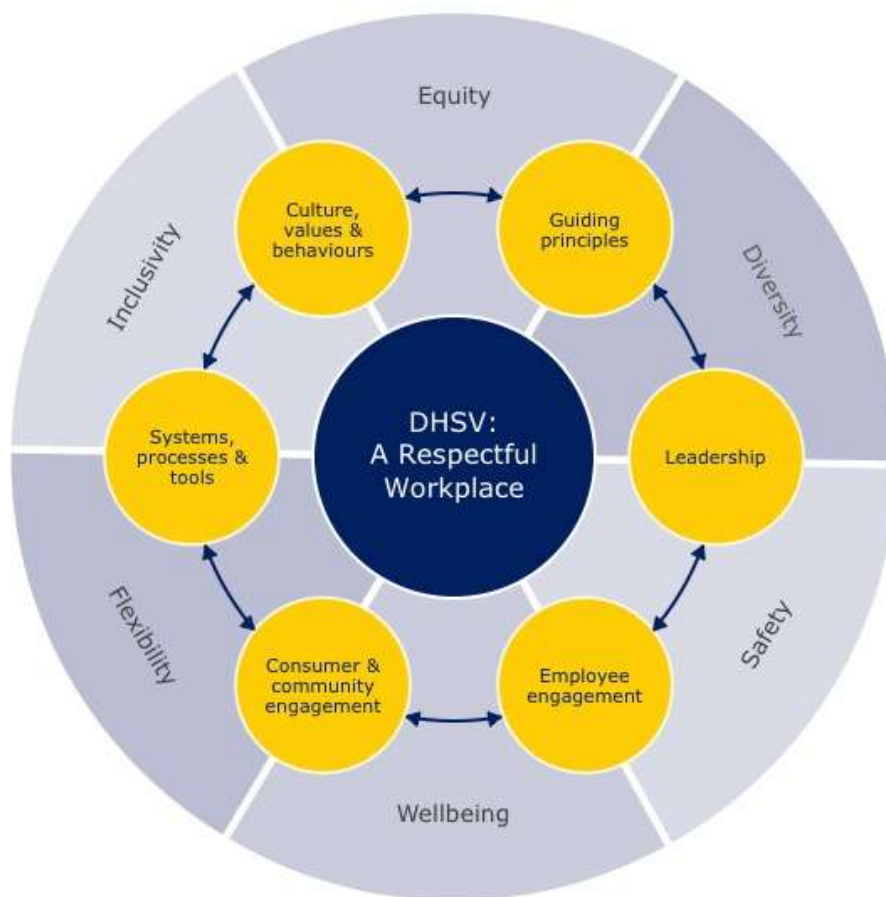 Equity
Culture,
values &
behaviours
Guiding
principles
Inclusivity
Diversity
DHSV:
A Respectful
Workplace
Systems,
processes &
tools
Leadership
Flexibility
Safety
Consumer &
community
engagement
Employee
engagement
Wellbeing